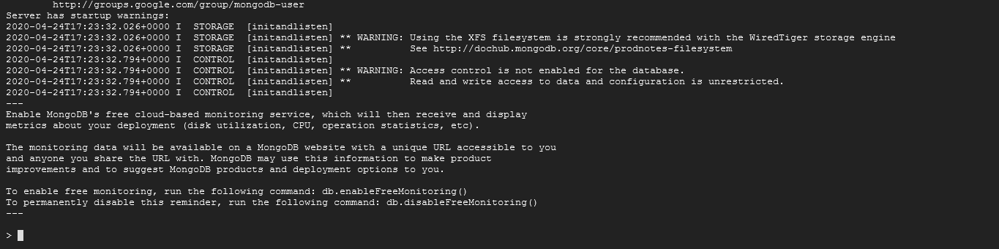 http://groups.google.com/group/mongodb-user
Server has startup warnings:
2020-04-24T17:23:32.026+0000 I  STORAGE  [initandlisten]
2020-04-24T17:23:32.026+0000 I  STORAGE  [initandlisten] ** WARNING: Using the XFS filesystem is strongly recommended with the WiredTiger storage engine
2020-04-24T17:23:32.026+0000 I  STORAGE  [initandlisten] **          See http://dochub.mongodb.org/core/prodnotes-filesystem
2020-04-24T17:23:32.794+0000 I  CONTROL  [initandlisten]
2020-04-24T17:23:32.794+0000 I  CONTROL  [initandlisten] ** WARNING: Access control is not enabled for the database.
2020-04-24T17:23:32.794+0000 I  CONTROL  [initandlisten] **          Read and write access to data and configuration is unrestricted.
2020-04-24T17:23:32.794+0000 I  CONTROL  [initandlisten]
---
Enable MongoDB's free cloud-based monitoring service, which will then receive and display
metrics about your deployment (disk utilization, CPU, operation statistics, etc).

The monitoring data will be available on a MongoDB website with a unique URL accessible to you
and anyone you share the URL with. MongoDB may use this information to make product
improvements and to suggest MongoDB products and deployment options to you.

To enable free monitoring, run the following command: db.enableFreeMonitoring()
To permanently disable this reminder, run the following command: db.disableFreeMonitoring()
---

>